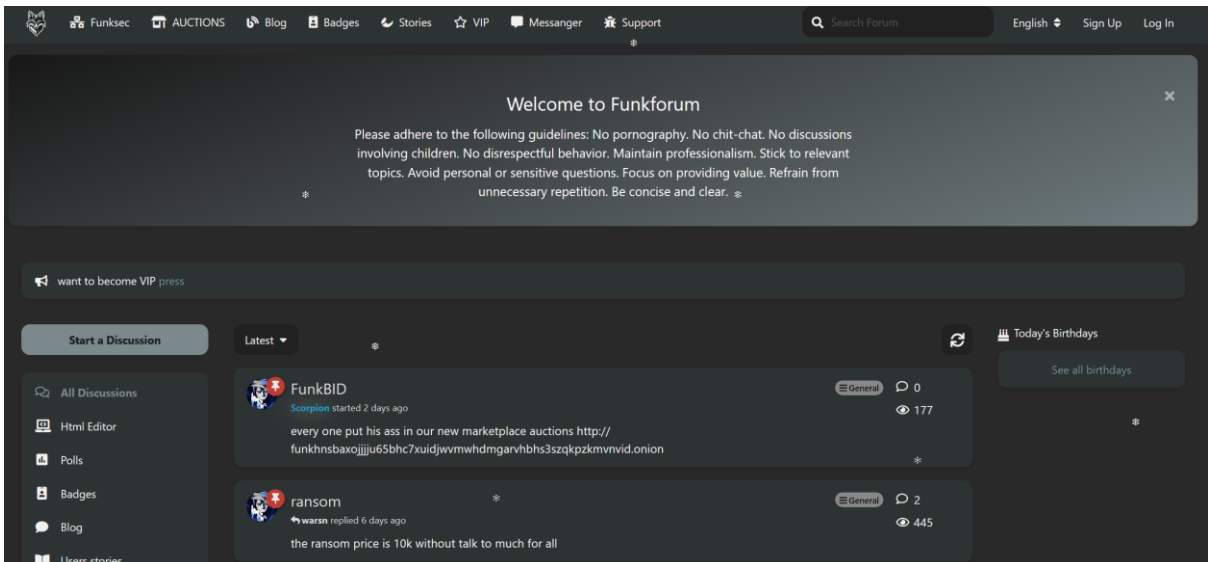 Funksec AUCTIONS Blog Badges Stories VIP Messanger Support Search Forum English Sign Up Log In
Welcome to Funkforum
Please adhere to the following guidelines: No pornography. No chit-chat. No discussions
involving children. No disrespectful behavior. Maintain professionalism. Stick to relevant
topics. Avoid personal or sensitive questions. Focus on providing value. Refrain from
unnecessary repetition. Be concise and clear.
want to become VIP press
Start a Discussion
Latest
Today's Birthdays
See all birthdays
All Discussions
Html Editor
Polls
Badges
Blog
Users stories
FunkBID
General 0
Scorpion started 2 days ago
177
every one put his ass in our new marketplace auctions http://
funkhnsbaxojjjju65bhc7xuidjwvmwhdmgarvhbhs3szqkpzkmvnvid.onion
ransom
General 2
warsn replied 6 days ago
445
the ransom price is 10k without talk to much for all